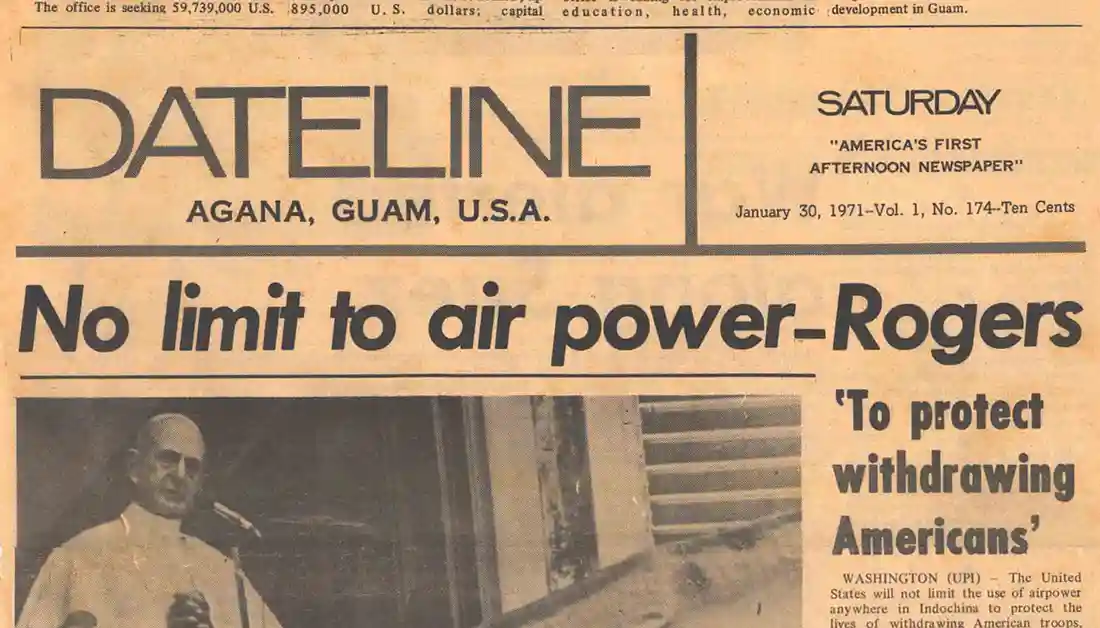 The office is seeking 59,739,000 U.S.
895,000 U.S. dollars; capital
education, health, economic
development in Guam.
DATELINE
AGANA, GUAM, U.S.A.
SATURDAY
"AMERICA'S FIRST
AFTERNOON NEWSPAPER"
January 30, 1971--Vol. 1, No. 174--Ten Cents
No limit to air power--Rogers
'To protect
withdrawing
Americans'
WASHINGTON (UPI) – The United
States will not limit the use of airpower
anywhere in Indochina to protect the
lives of withdrawing American troops,